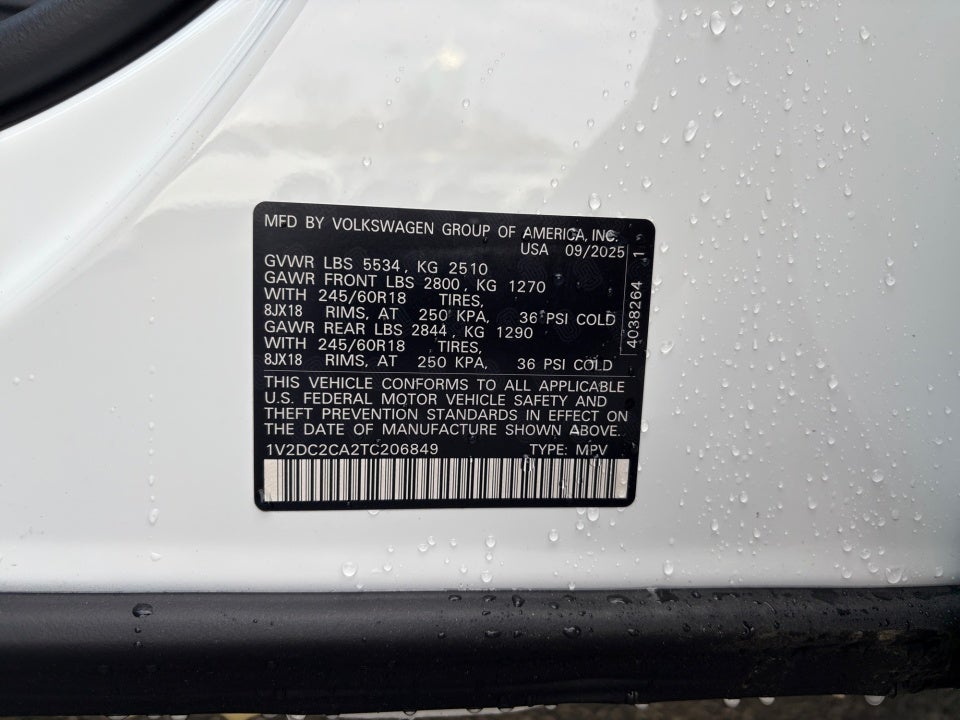 MFD BY VOLKSWAGEN GROUP OF AMERICA, INC.
USA 09/2025
GVWR LBS 5534, KG 2510
GAWR FRONT LBS 2800, KG 1270
WITH 245/60R18 TIRES,
8JX18 RIMS, AT 250 KPA, 36 PSI COLD
GAWR REAR LBS 2844, KG 1290
WITH 245/60R18 TIRES,
8JX18 RIMS, AT 250 KPA, 36 PSI COLD
4038264 1
THIS VEHICLE CONFORMS TO ALL APPLICABLE
U.S. FEDERAL MOTOR VEHICLE SAFETY AND
THEFT PREVENTION STANDARDS IN EFFECT ON
THE DATE OF MANUFACTURE SHOWN ABOVE.
1V2DC2CA2TC206849 TYPE: MPV